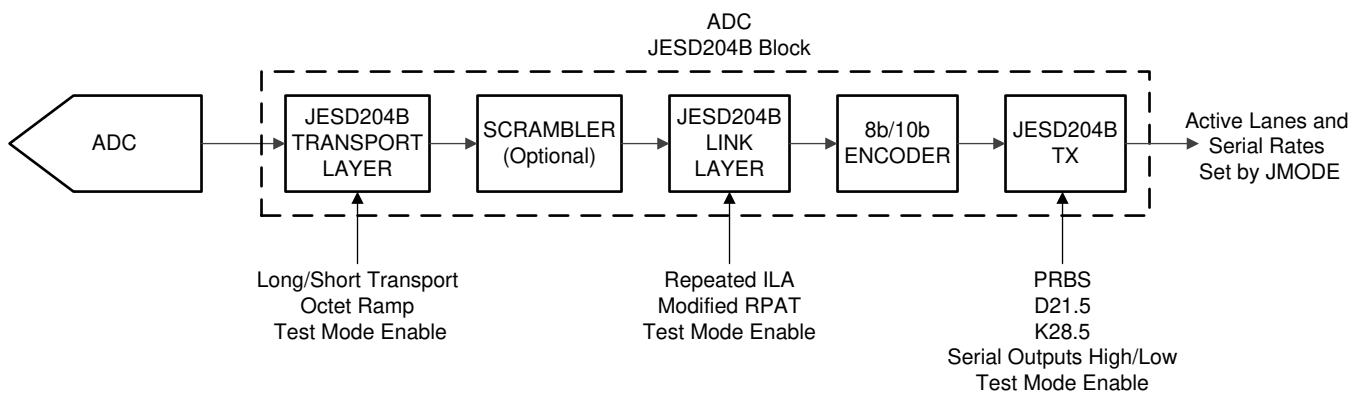 ADC
JESD204B Block
ADC
JESD204B
TRANSPORT
LAYER
SCRAMBLER
(Optional)
JESD204B
LINK
LAYER
8b/10b
ENCODER
JESD204B
TX
Active Lanes and
Serial Rates
Set by JMODE
Long/Short Transport
Octet Ramp
Test Mode Enable
Repeated ILA
Modified RPAT
Test Mode Enable
PRBS
D21.5
K28.5
Serial Outputs High/Low
Test Mode Enable